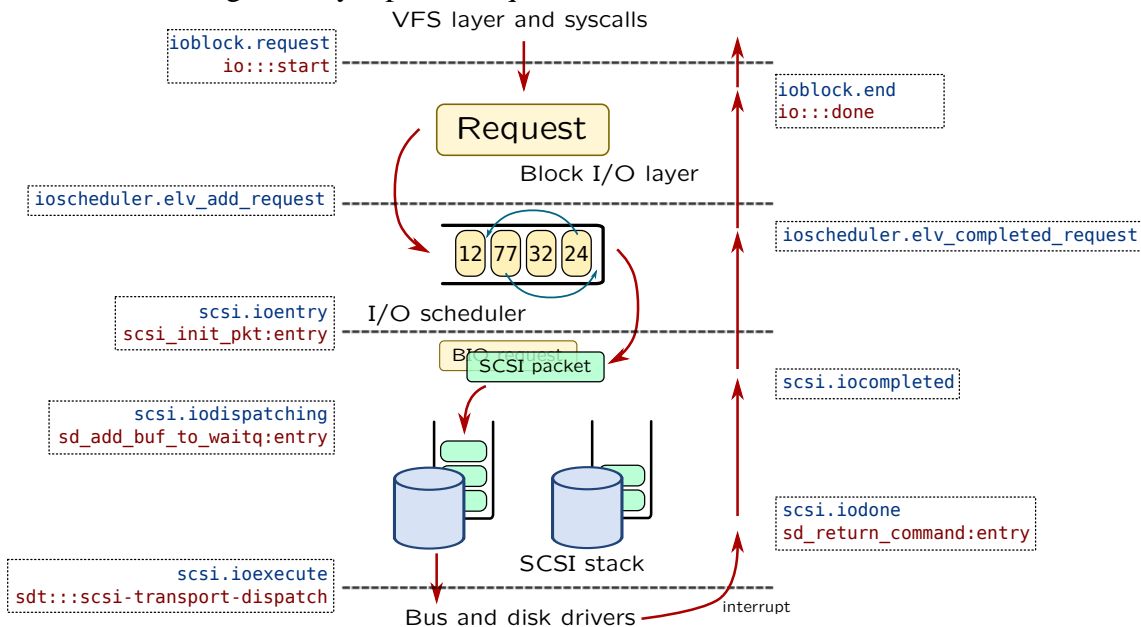 VFS layer and syscalls
ioblock.request
io:::start
ioblock.end
io:::done
Request
Block I/O layer
ioscheduler.elv_add_request
ioscheduler.elv_completed_request
12 77 32 24
scsi.ioentry
scsi_init_pkt:entry
I/O scheduler
BIO request
SCSI packet
scsi.iocompleted
scsi.iodispatching
sd_add_buf_to_waitq:entry
scsi.iodone
sd_return_command:entry
SCSI stack
scsi.ioexecute
sdt:::scsi-transport-dispatch
interrupt
Bus and disk drivers